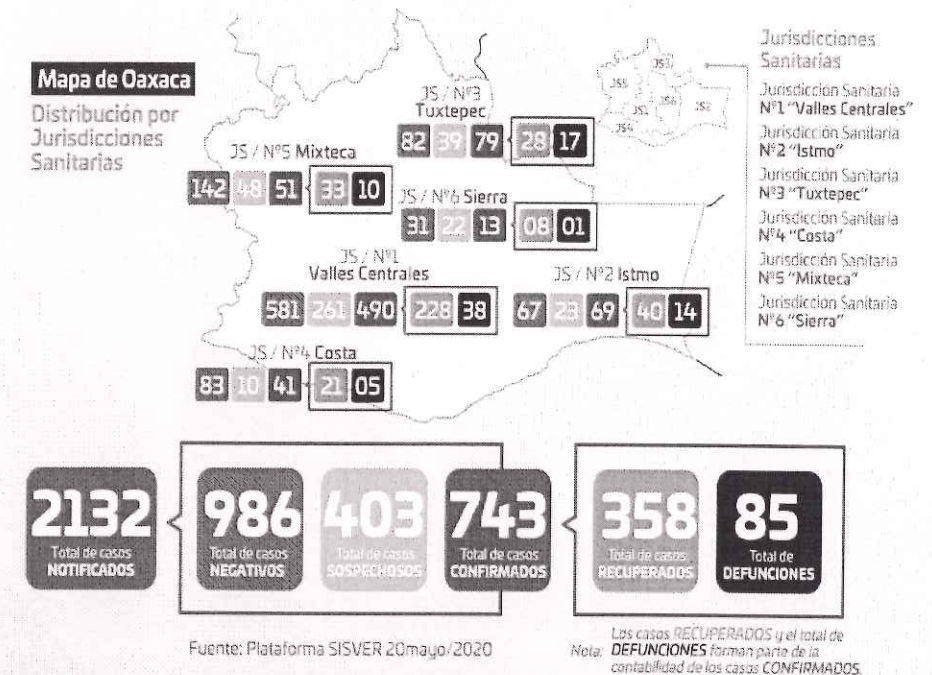 Mapa de Oaxaca
Distribución por
Jurisdicciones
Sanitarias
JS / Nº3
Tuxtepec
82 39 79 28 17
JS / Nº5 Mixteca
142 48 51 33 10
JS / Nº6 Sierra
31 22 13 08 01
JS / Nº1
Valles Centrales
581 261 490 228 38
JS / Nº2 Istmo
67 23 69 40 14
JS / Nº4 Costa
83 10 41 21 05
JS3
JS5
JS6
JS1
JS2
JS4
Jurisdicciones
Sanitarias
Jurisdicción Sanitaria
Nº1 "Valles Centrales"
Jurisdicción Sanitaria
Nº2 "Istmo"
Jurisdicción Sanitaria
Nº3 "Tuxtepec"
Jurisdicción Sanitaria
Nº4 "Costa"
Jurisdicción Sanitaria
Nº5 "Mixteca"
Jurisdicción Sanitaria
Nº6 "Sierra"
2132
Total de casos
NOTIFICADOS
986
Total de casos
NEGATIVOS
403
Total de casos
SOSPECHOSOS
743
Total de casos
CONFIRMADOS
358
Total de casos
RECUPERADOS
85
Total de
DEFUNCIONES
Fuente: Plataforma SISVER 20mayo/2020
Los casos RECUPERADOS y el total de
Nota: DEFUNCIONES forman parte de la
contabilidad de los casos CONFIRMADOS.